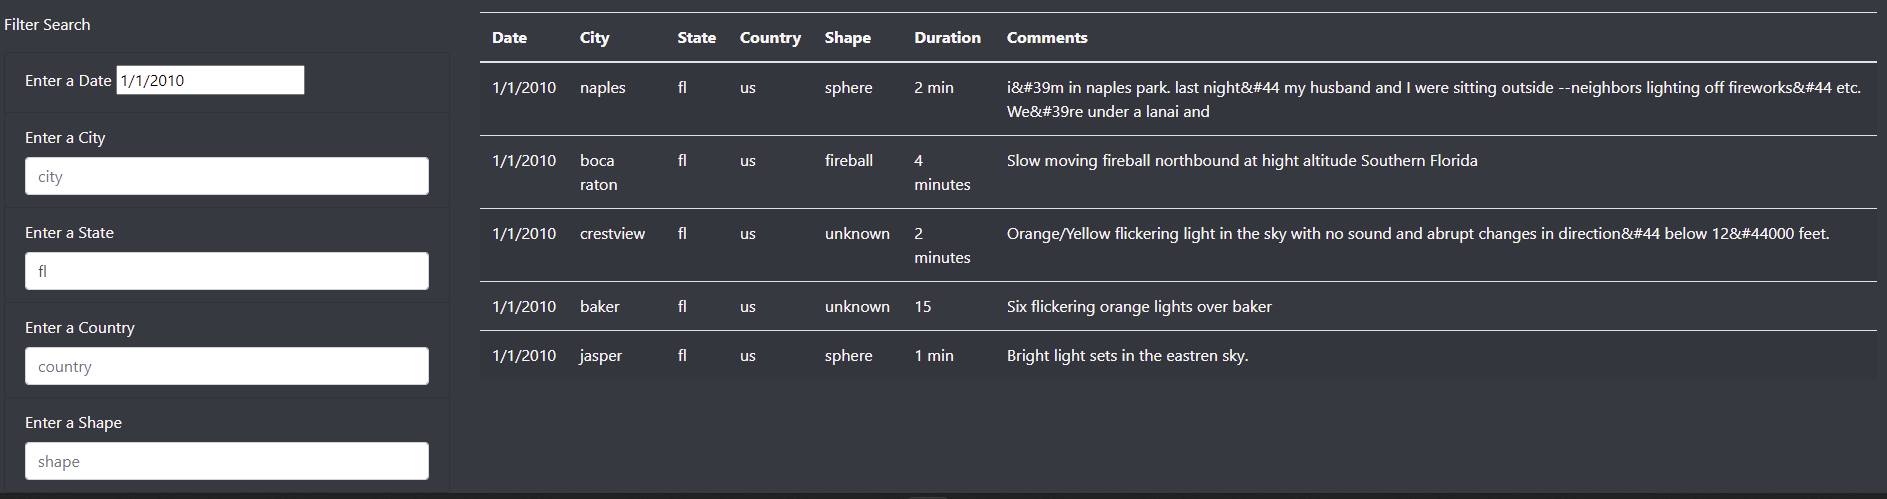 Filter Search
Enter a Date 1/1/2010
Enter a City
city
Enter a State
fl
Enter a Country
country
Enter a Shape
shape
Date City State Country Shape Duration Comments
1/1/2010 naples fl us sphere 2 min i&#39m in naples park. last night&#44 my husband and I were sitting outside --neighbors lighting off fireworks&#44 etc.
We&#39re under a lanai and
1/1/2010 boca fl us fireball 4 Slow moving fireball northbound at hight altitude Southern Florida
raton minutes
1/1/2010 crestview fl us unknown 2 Orange/Yellow flickering light in the sky with no sound and abrupt changes in direction&#44 below 12&#44000 feet.
minutes
1/1/2010 baker fl us unknown 15 Six flickering orange lights over baker
1/1/2010 jasper fl us sphere 1 min Bright light sets in the eastren sky.